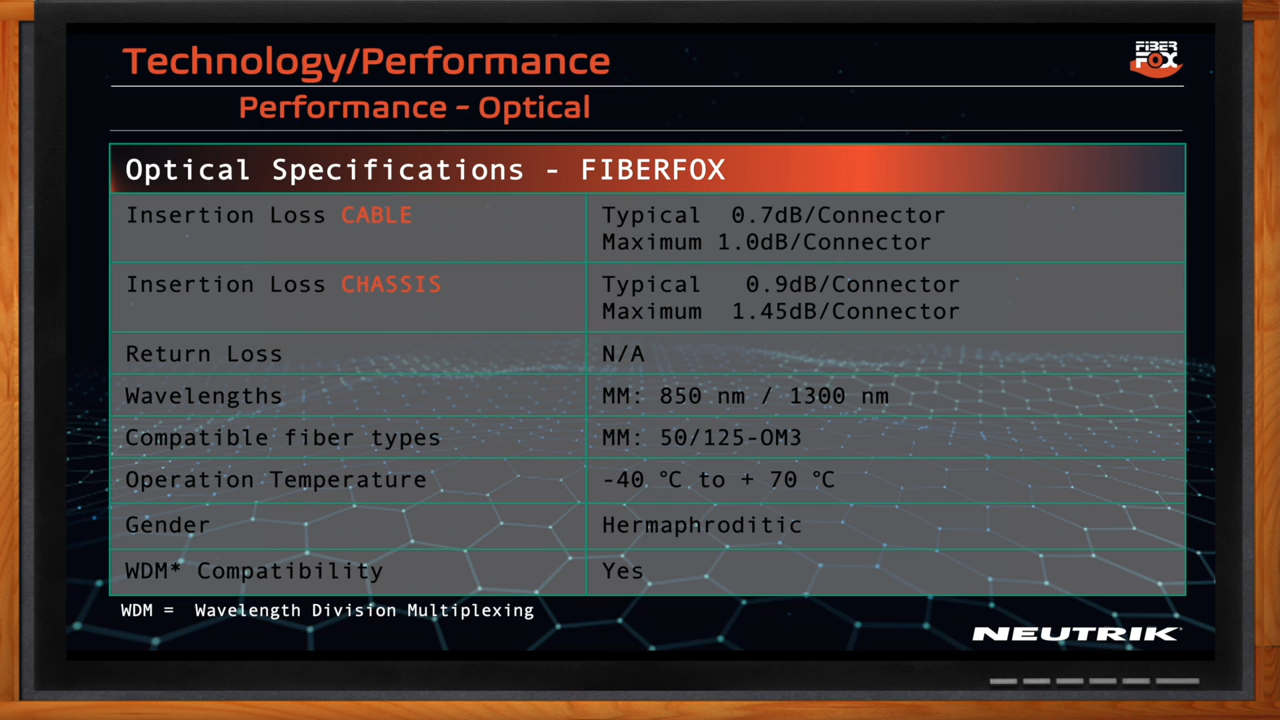 Technology/Performance
FIBER
FOX
Performance - Optical
Optical Specifications - FIBERFOX
Insertion Loss CABLE
Typical 0.7dB/Connector
Maximum 1.0dB/Connector
Insertion Loss CHASSIS
Typical 0.9dB/Connector
Maximum 1.45dB/Connector
Return Loss
N/A
Wavelengths
MM: 850 nm / 1300 nm
Compatible fiber types
MM: 50/125-OM3
Operation Temperature
-40 °C to + 70 °C
Gender
Hermaphroditic
WDM* Compatibility
Yes
WDM = Wavelength Division Multiplexing
NEUTRIK®